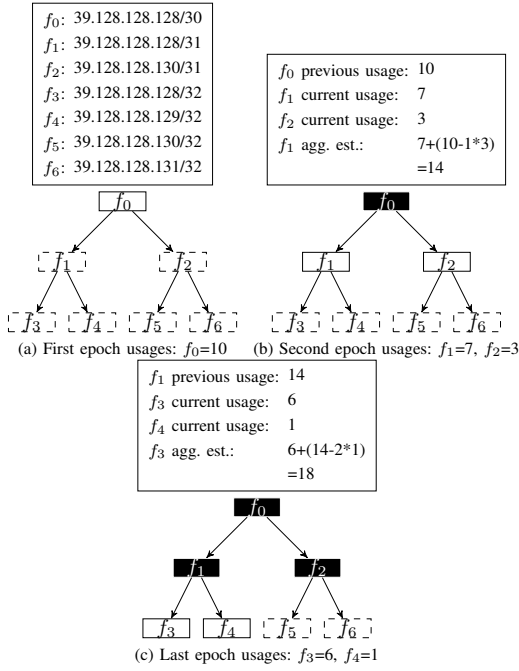 f0: 39.128.128.128/30
f1: 39.128.128.128/31
f2: 39.128.128.130/31
f3: 39.128.128.128/32
f4: 39.128.128.129/32
f5: 39.128.128.130/32
f6: 39.128.128.131/32
f0
f1 f2
f3 f4 f5 f6
(a) First epoch usages: f0=10
f0 previous usage: 10
f1 current usage: 7
f2 current usage: 3
f1 agg. est.: 7+(10-1*3)
=14
f0
f1 f2
f3 f4 f5 f6
(b) Second epoch usages: f1=7, f2=3
f1 previous usage: 14
f3 current usage: 6
f4 current usage: 1
f3 agg. est.: 6+(14-2*1)
=18
f0
f1 f2
f3 f4 f5 f6
(c) Last epoch usages: f3=6, f4=1